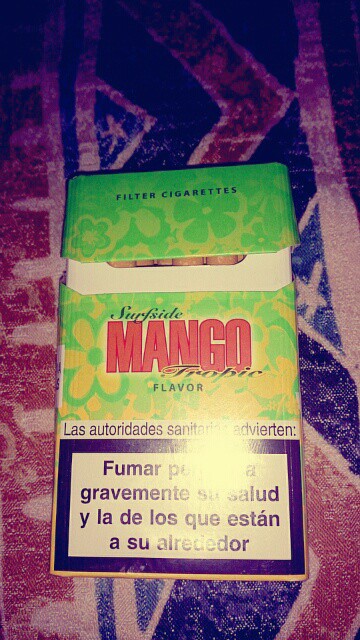 FILTER CIGARETTES
Surfside
MANGO
Tropic
FLAVOR
Las autoridades advierten:
Fumar
gravemente su salud
y la de los que están
a su alrededor